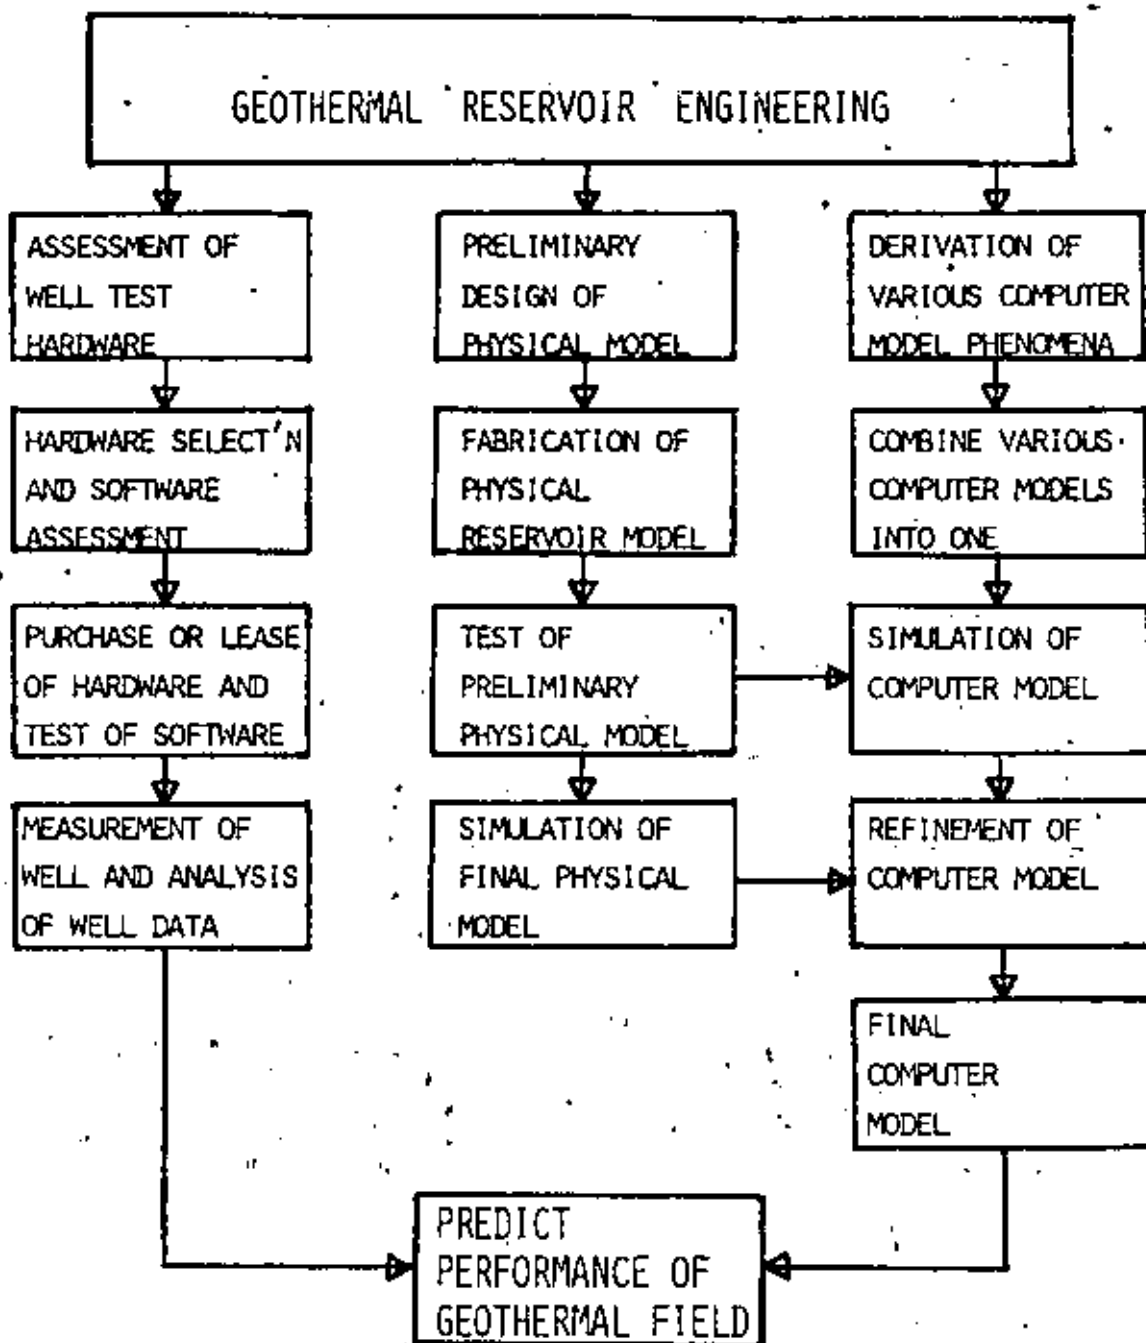 GEOTHERMAL RESERVOIR ENGINEERING
ASSESSMENT OF
WELL TEST
HARDWARE
HARDWARE SELECT'N
AND SOFTWARE
ASSESSMENT
PURCHASE OR LEASE
OF HARDWARE AND
TEST OF SOFTWARE
MEASUREMENT OF
WELL AND ANALYSIS
OF WELL DATA
PRELIMINARY
DESIGN OF
PHYSICAL MODEL
FABRICATION OF
PHYSICAL
RESERVOIR MODEL
TEST OF
PRELIMINARY
PHYSICAL MODEL
SIMULATION OF
FINAL PHYSICAL
MODEL
DERIVATION OF
VARIOUS COMPUTER
MODEL PHENOMENA
COMBINE VARIOUS
COMPUTER MODELS
INTO ONE
SIMULATION OF
COMPUTER MODEL
REFINEMENT OF
COMPUTER MODEL
FINAL
COMPUTER
MODEL
PREDICT
PERFORMANCE OF
GEOTHERMAL FIELD